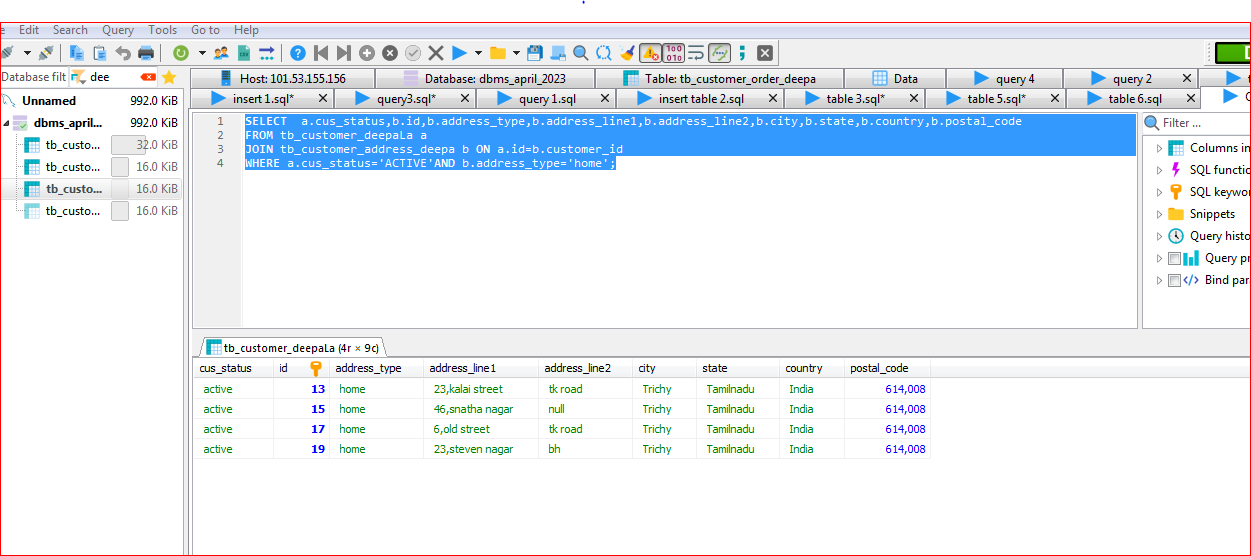 Edit Search Query Tools Go to Help
Database filt dee
Host: 101.53.155.156 Database: dbms_april_2023 Table: tb_customer_order_deepa Data query 4 query 2
Unnamed 992.0 KiB
insert 1.sql* query3.sql* query 1.sql insert table 2.sql table 3.sql* table 5.sql* table 6.sql
dbms_april... 992.0 KiB
tb_custo... 32.0 KiB
tb_custo... 16.0 KiB
tb_custo... 16.0 KiB
tb_custo... 16.0 KiB
1 SELECT a.cus_status,b.id,b.address_type,b.address_line1,b.address_line2,b.city,b.state,b.country,b.postal_code
2 FROM tb_customer_deepaLa a
3 JOIN tb_customer_address_deepa b ON a.id=b.customer_id
4 WHERE a.cus_status='ACTIVE'AND b.address_type='home';
Filter ...
Columns in
SQL functio
SQL keywor
Snippets
Query histo
Query pr
Bind par
tb_customer_deepaLa (4r × 9c)
cus_status id address_type address_line1 address_line2 city state country postal_code
active 13 home 23,kalai street tk road Trichy Tamilnadu India 614,008
active 15 home 46,snatha nagar null Trichy Tamilnadu India 614,008
active 17 home 6,old street tk road Trichy Tamilnadu India 614,008
active 19 home 23,steven nagar bh Trichy Tamilnadu India 614,008